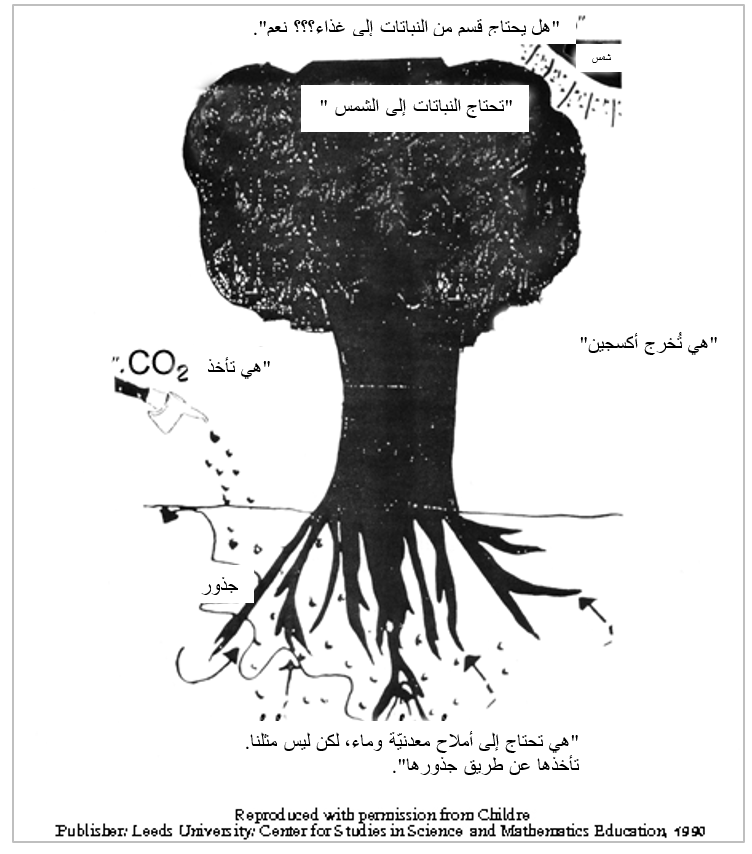 "هل يحتاج قسم من النباتات إلى غذاء؟؟؟ نعم".
شمس
"تحتاج النباتات إلى الشمس "
"هي تُخرج أكسجين"
"هي تأخذ CO2."
جذور
"هي تحتاج إلى أملاح معدنيّة وماء، لكن ليس مثلنا.
تأخذها عن طريق جذورها".
Reproduced with permission from Childre
Publisher: Leeds University: Center for Studies in Science and Mathematics Education, 1990